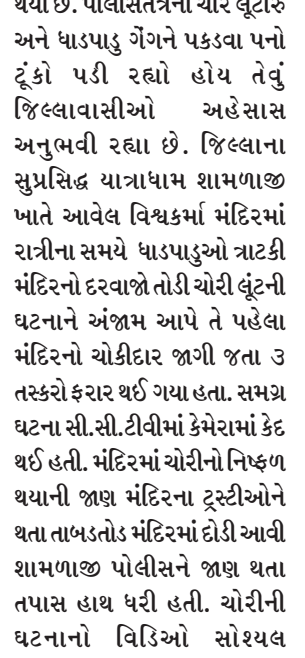 થયા છે. પોલીસતંત્રનો ચોર લૂંટારુ
અને ધાડપાડુ ગેંગને પકડવા પનો
ટૂંકો પડી રહ્યો હોય તેવું
જિલ્લાવાસીઓ અહેસાસ
અનુભવી રહ્યા છે. જિલ્લાના
સુપ્રસિદ્ધ યાત્રાધામ શામળાજી
ખાતે આવેલ વિશ્વકર્મા મંદિરમાં
રાત્રીના સમયે ધાડપાડુઓ ત્રાટકી
મંદિરનો દરવાજો તોડી ચોરી લૂંટની
ઘટનાને અંજામ આપે તે પહેલા
મંદિરનો ચોકીદાર જાગી જતા ૩
તસ્કરો ફરાર થઈ ગયા હતા. સમગ્ર
ઘટના સી.સી.ટીવીમાં કેમેરામાં કેદ
થઈ હતી. મંદિરમાં ચોરીનો નિષ્ફળ
થયાની જાણ મંદિરના ટ્રસ્ટીઓને
થતા તાબડતોડ મંદિરમાં દોડી આવી
શામળાજી પોલીસને જાણ થતા
તપાસ હાથ ધરી હતી. ચોરીની
ઘટનાનો વિડિઓ સોશ્યલ